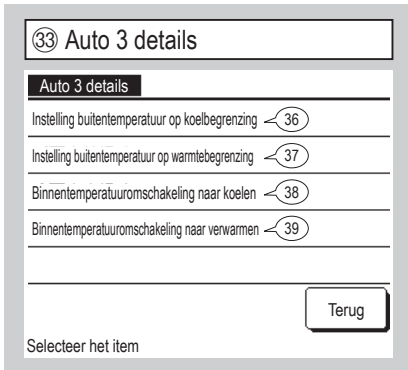 ㉝ Auto 3 details
Auto 3 details
Instelling buitentemperatuur op koelbegrenzing 36
Instelling buitentemperatuur op warmtebegrenzing 37
Binnentemperatuuromschakeling naar koelen 38
Binnentemperatuuromschakeling naar verwarmen 39
Terug
Selecteer het item